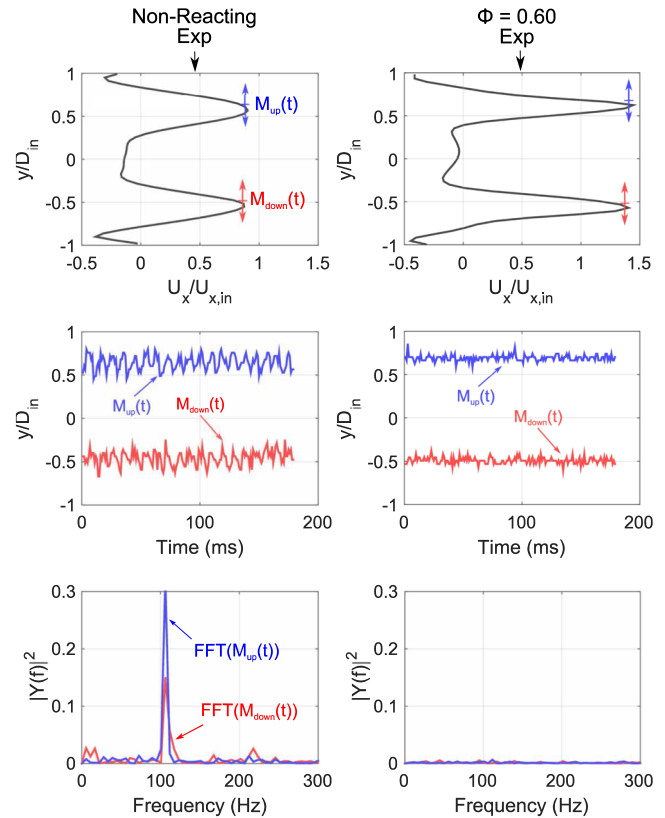 Non-Reacting
Exp
Φ = 0.60
Exp
1
0.5
0
-0.5
-1
y/D_in
M_up(t)
M_down(t)
-0.5 0 0.5 1 1.5
U_x/U_x,in
1
0.5
0
-0.5
-1
y/D_in
-0.5 0 0.5 1 1.5
U_x/U_x,in
1
0.5
0
-0.5
-1
y/D_in
M_up(t)
M_down(t)
0 100 200
Time (ms)
1
0.5
0
-0.5
-1
y/D_in
M_up(t)
M_down(t)
0 100 200
Time (ms)
0.3
0.2
0.1
0
|Y(f)|²
FFT(M_up(t))
FFT(M_down(t))
0 100 200 300
Frequency (Hz)
0.3
0.2
0.1
0
|Y(f)|²
0 100 200 300
Frequency (Hz)